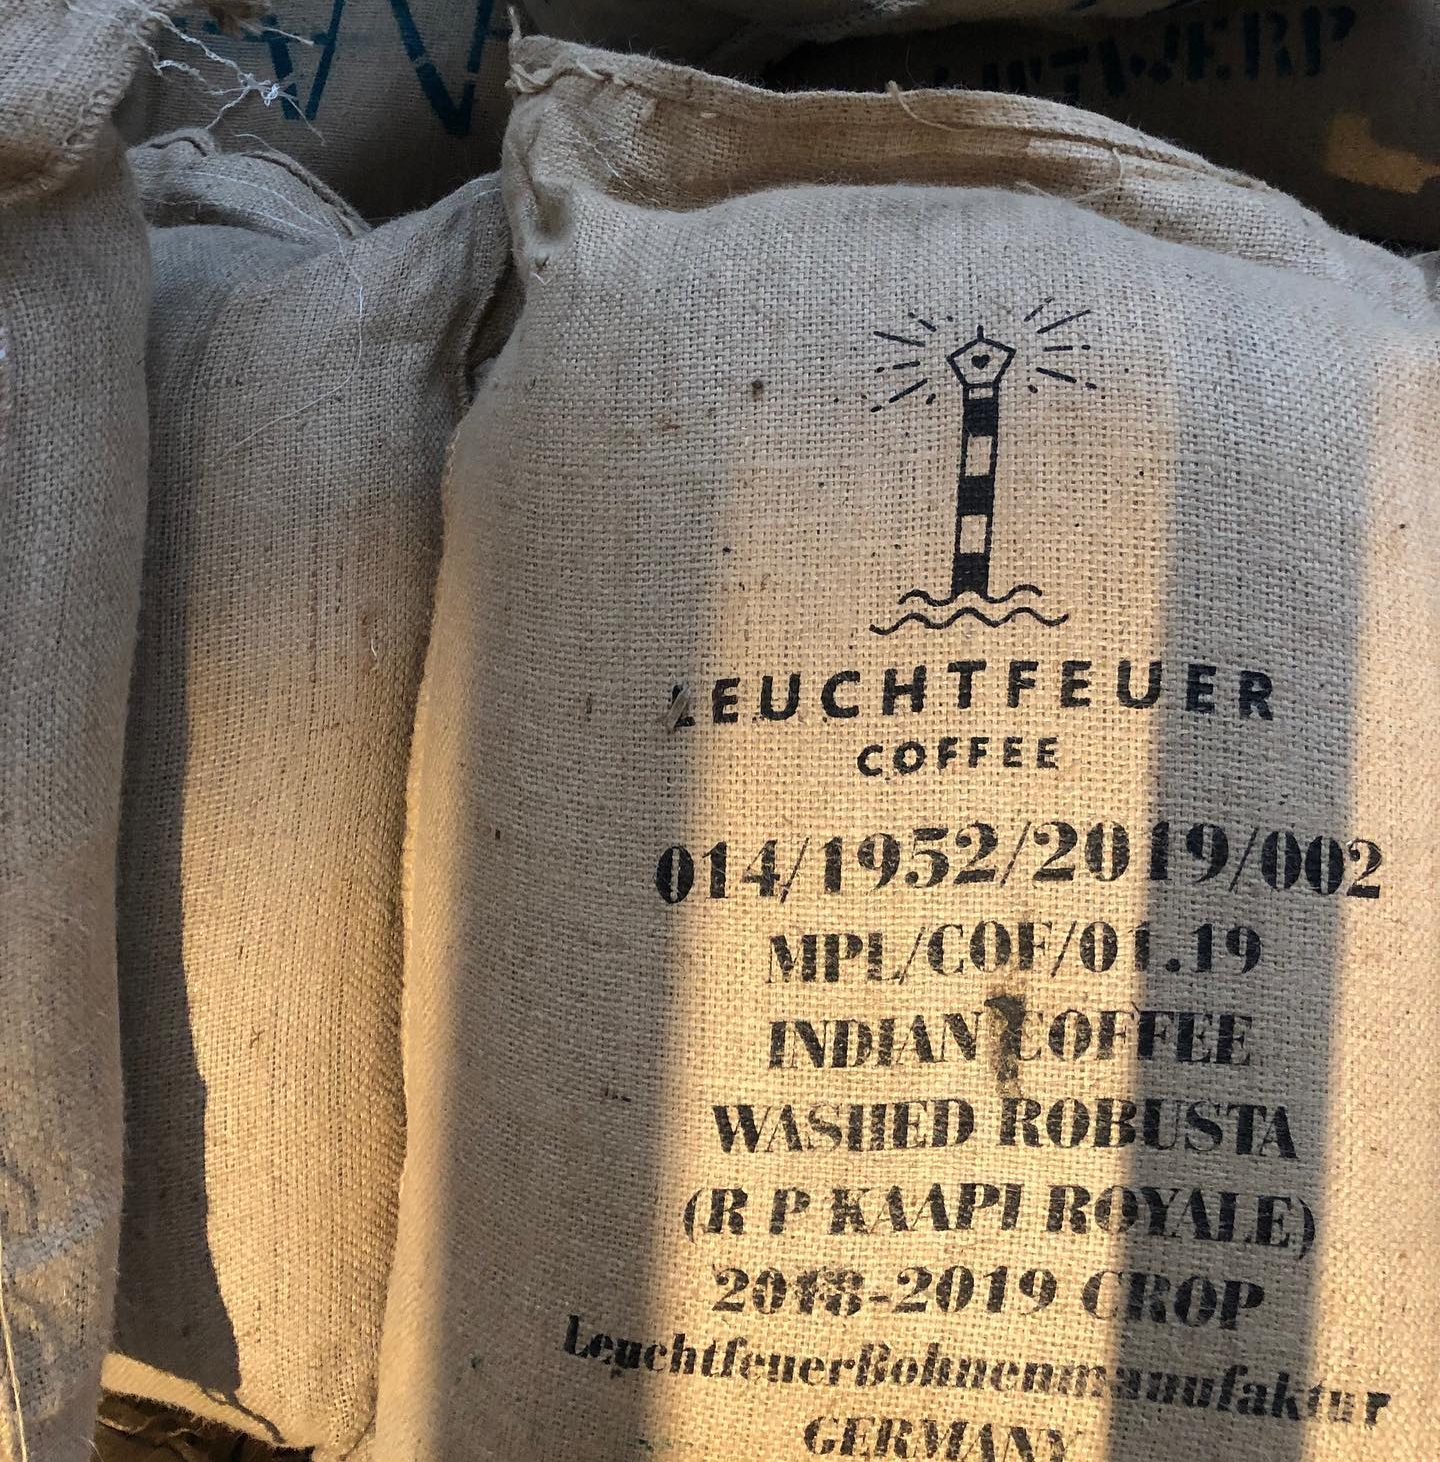 ANTWERP
LEUCHTFEUER
COFFEE
014/1952/2019/002
MPL/COF/01.19
INDIAN COFFEE
WASHED ROBUSTA
(R P KAAPI ROYALE)
2018-2019 CROP
LeuchtfeuerBohnenmanufaktur
GERMANY